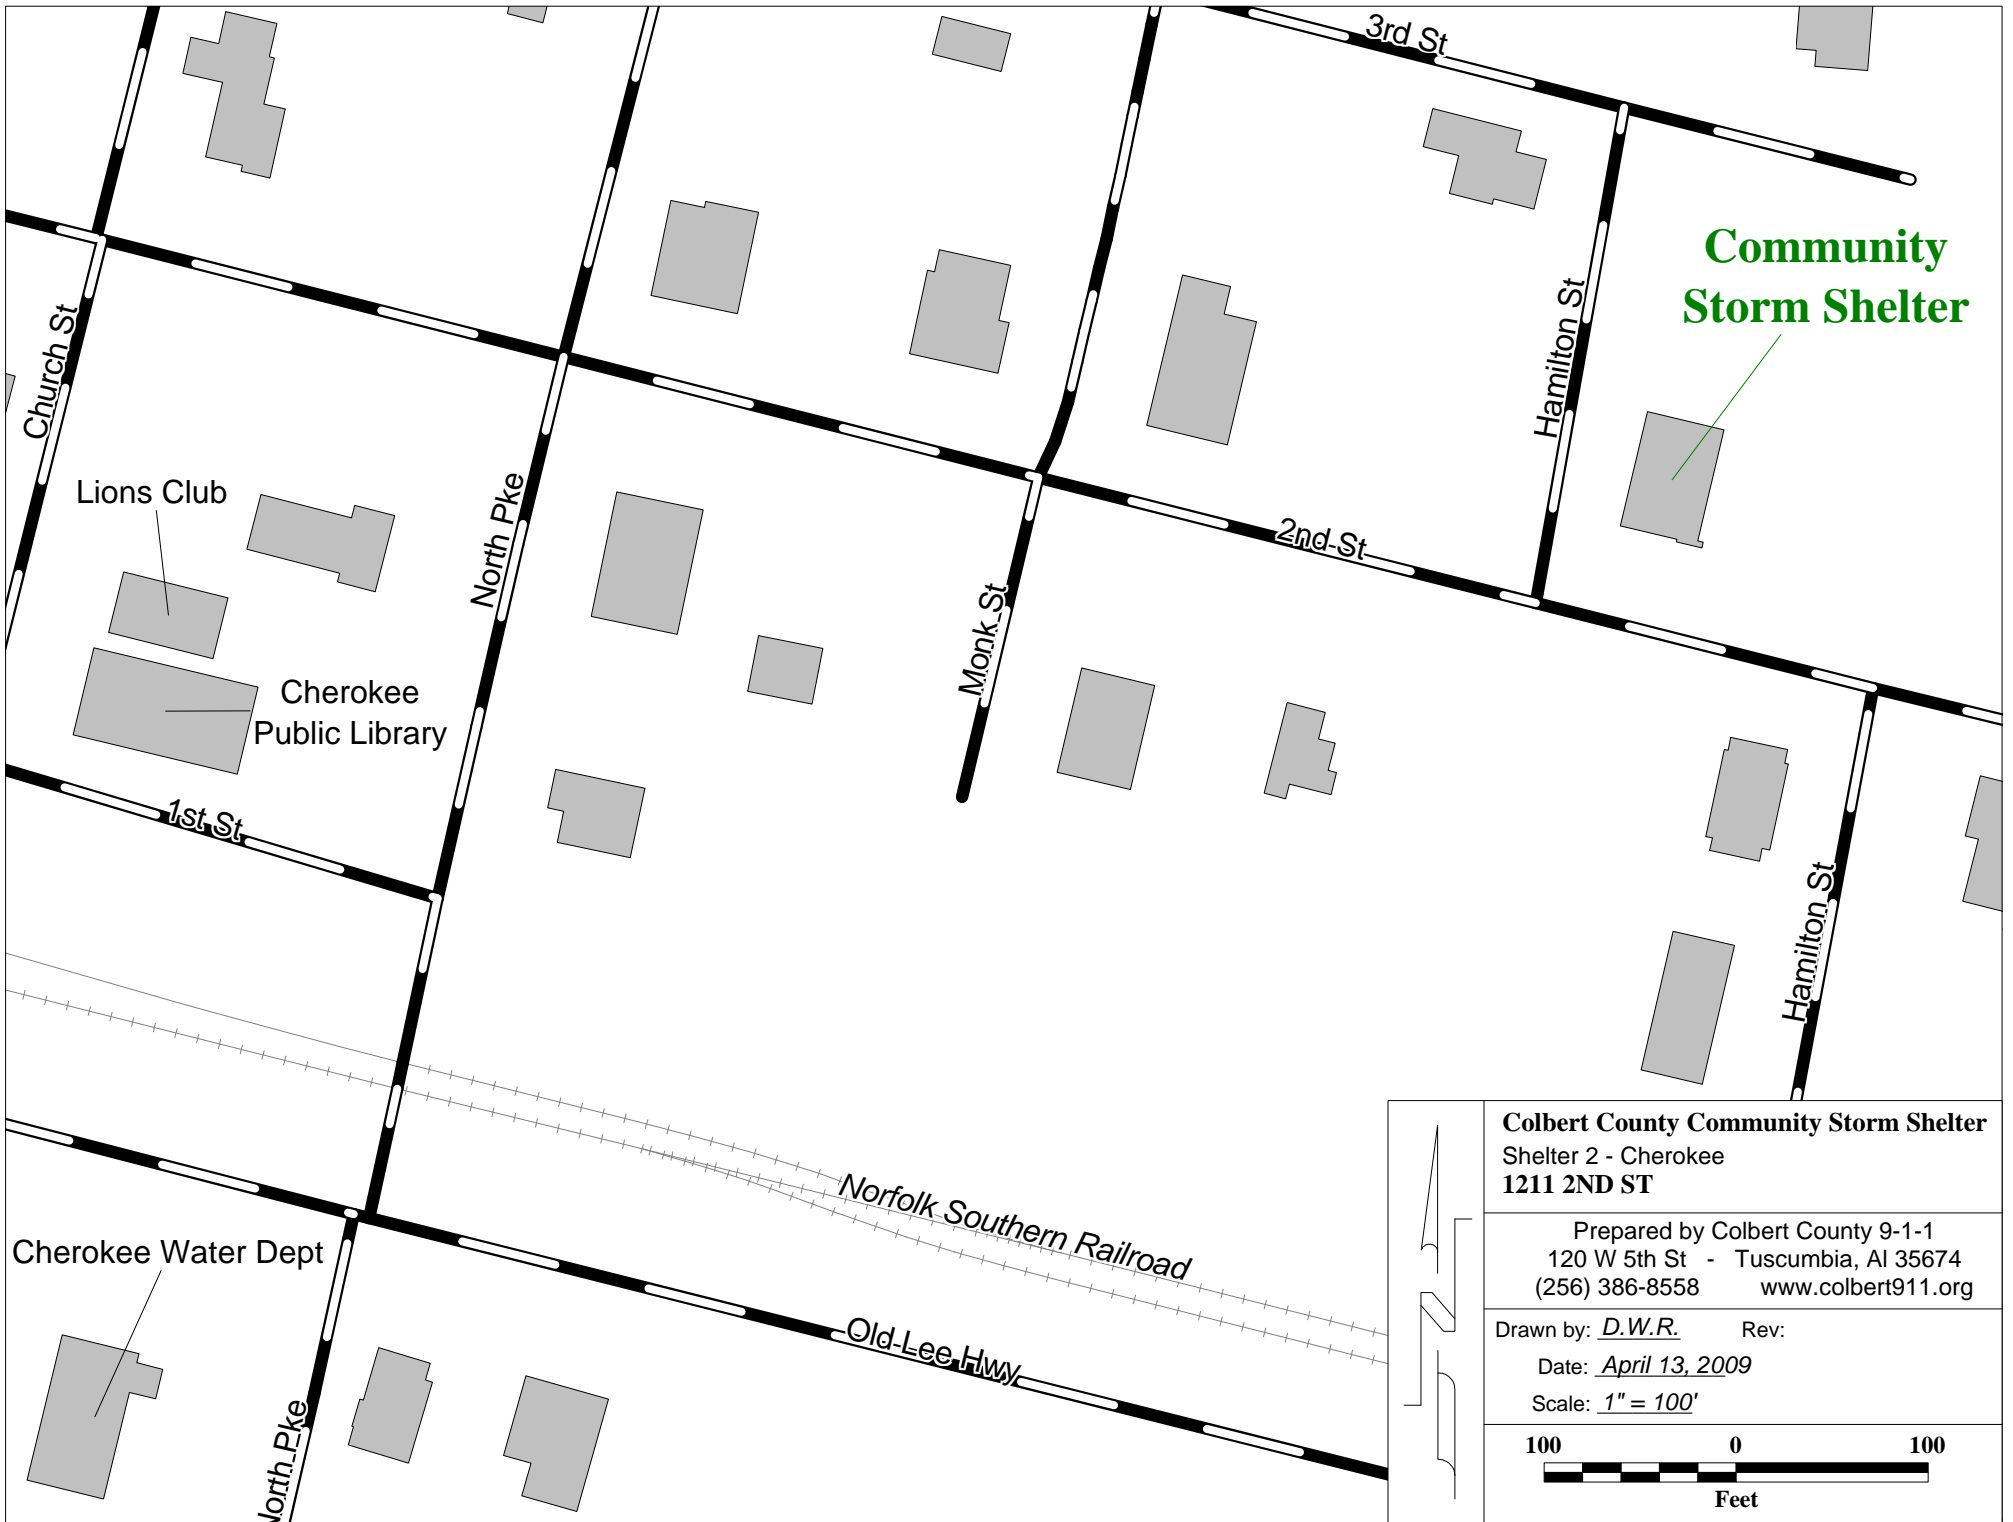 3rd St
Community
Storm Shelter
Church St
Hamilton St
Lions Club
North Pke
2nd St
Monk St
Cherokee
Public Library
1st St
Hamilton St
Norfolk Southern Railroad
Cherokee Water Dept
Old Lee Hwy
North Pke
Colbert County Community Storm Shelter
Shelter 2 - Cherokee
1211 2ND ST
Prepared by Colbert County 9-1-1
120 W 5th St - Tuscumbia, Al 35674
(256) 386-8558 www.colbert911.org
Drawn by: D.W.R. Rev:
Date: April 13, 2009
Scale: 1" = 100'
100 0 100
Feet
N